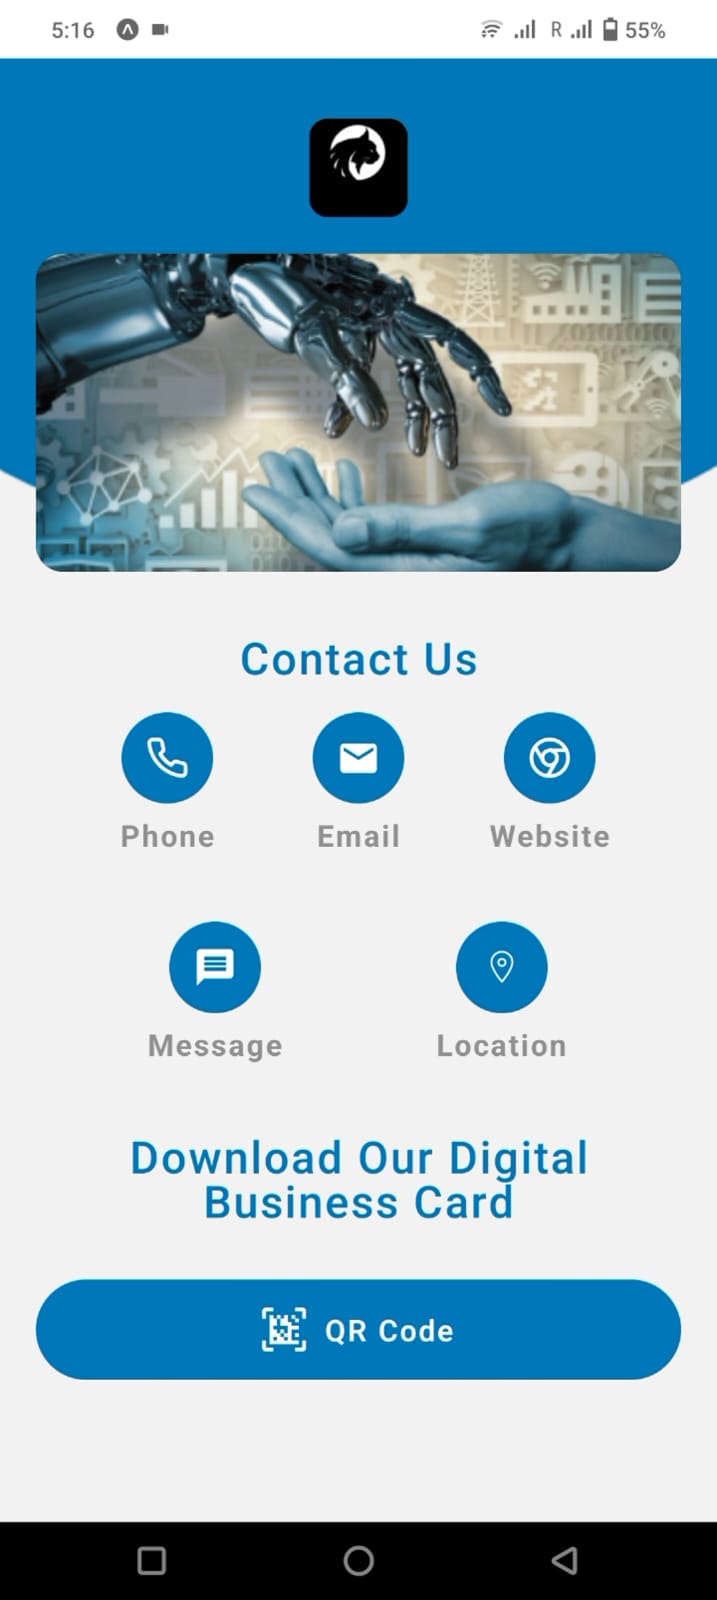 5:16
R 55%
Contact Us
Phone Email Website
Message Location
Download Our Digital
Business Card
QR Code